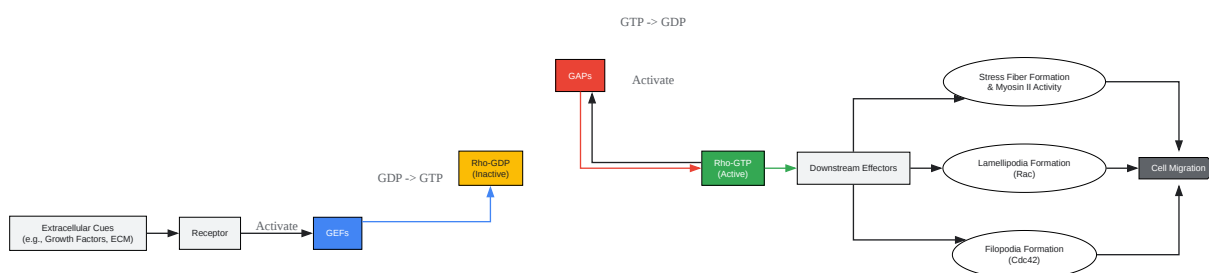 GTP -> GDP
GAPs
Activate
Stress Fiber Formation
& Myosin II Activity
Rho-GDP
(Inactive)
GDP -> GTP
Rho-GTP
(Active)
Downstream Effectors
Lamellipodia Formation
(Rac)
Cell Migration
Extracellular Cues
(e.g., Growth Factors, ECM)
Receptor
Activate
GEFs
Filopodia Formation
(Cdc42)